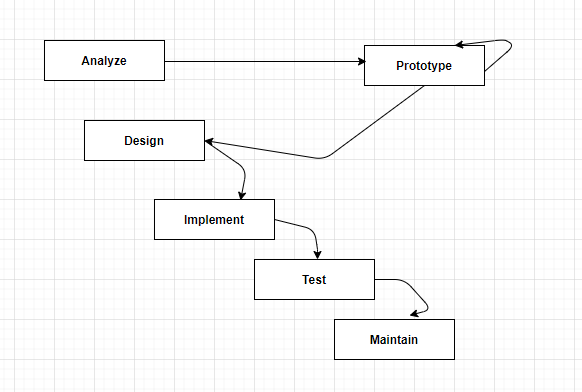 Analyze
Prototype
Design
Implement
Test
Maintain